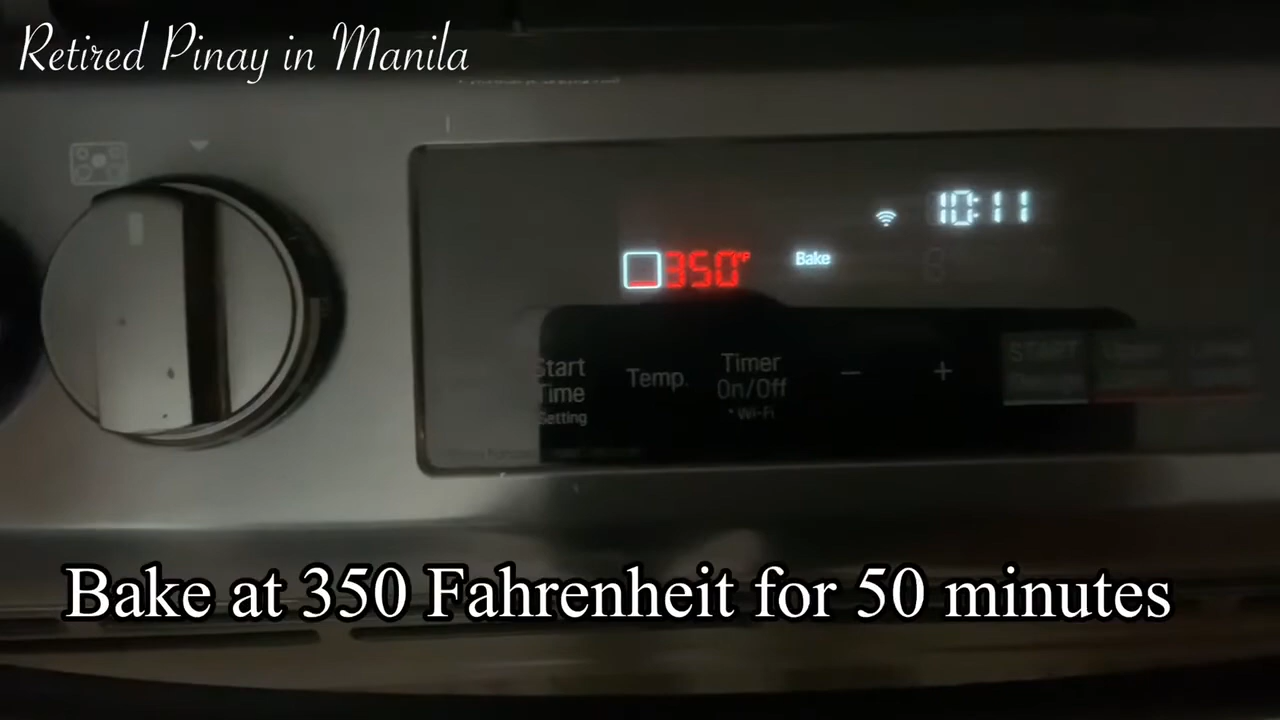 Retired Pinay in Manila
10:11
350°F
Bake
Start
Time
Setting
Temp.
Timer
On/Off
* Wi-Fi
−
+
START
Bake at 350 Fahrenheit for 50 minutes